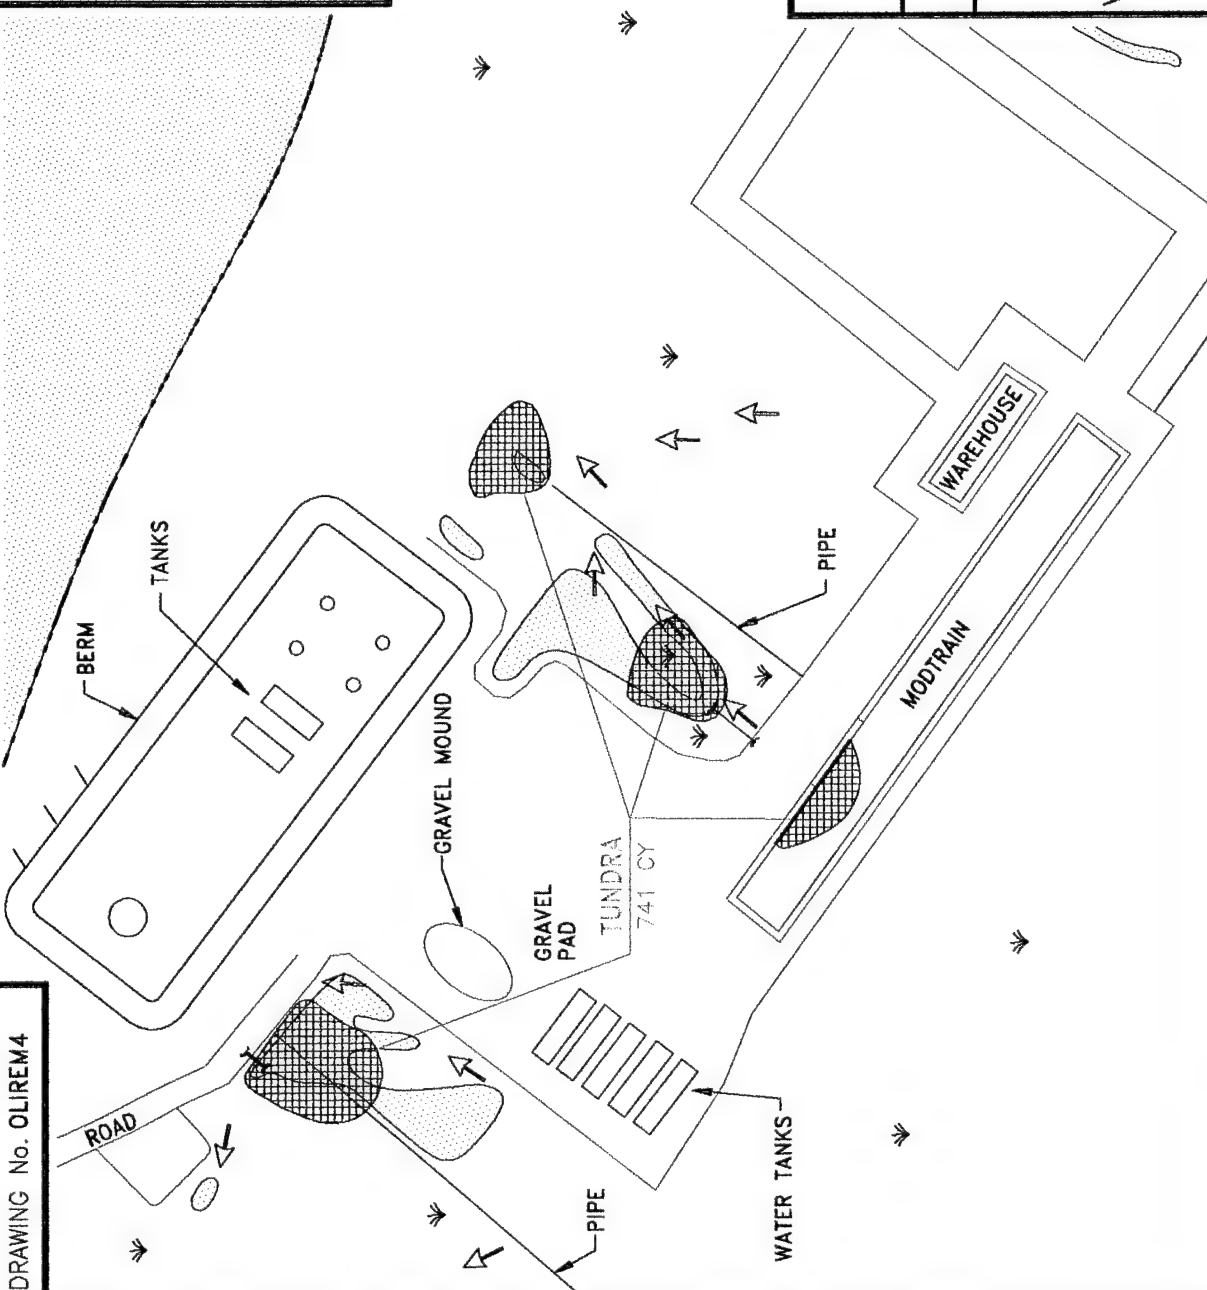 DRAWING No. OLIREM4
ROAD
BERM
TANKS
GRAVEL MOUND
GRAVEL
PAD
TUNDRA
741 CY
PIPE
WATER TANKS
PIPE
MODTRAIN
WAREHOUSE